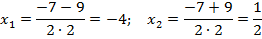 x₁ = (−7 − 9)/(2 · 2) = −4;   x₂ = (−7 + 9)/(2 · 2) = 1/2